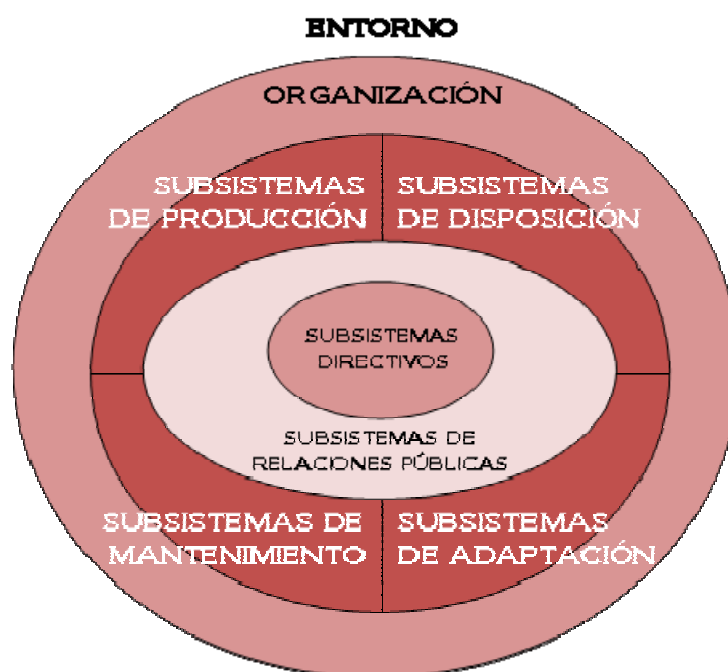 ENTORNO
ORGANIZACIÓN
SUBSISTEMAS
DE PRODUCCIÓN
SUBSISTEMAS
DE DISPOSICIÓN
SUBSISTEMAS
DIRECTIVOS
SUBSISTEMAS DE
RELACIONES PÚBLICAS
SUBSISTEMAS DE
MANTENIMIENTO
SUBSISTEMAS
DE ADAPTACIÓN